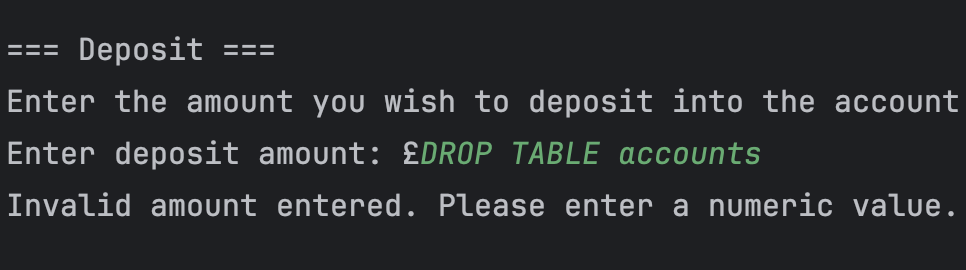 === Deposit ===
Enter the amount you wish to deposit into the account
Enter deposit amount: £DROP TABLE accounts
Invalid amount entered. Please enter a numeric value.